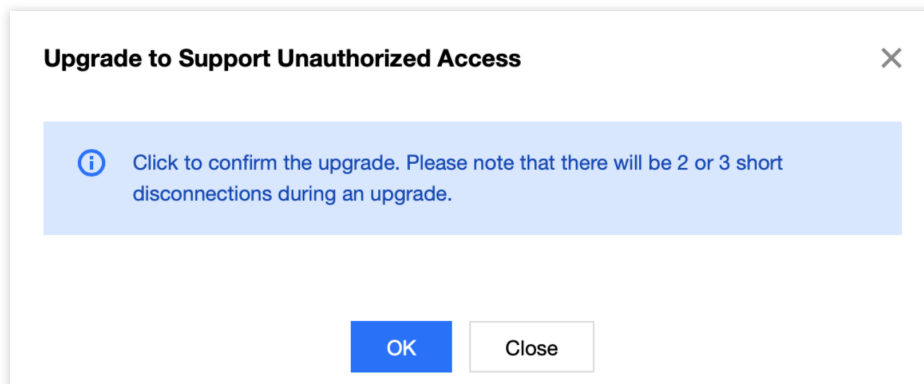 Upgrade to Support Unauthorized Access
Click to confirm the upgrade. Please note that there will be 2 or 3 short
disconnections during an upgrade.
OK
Close